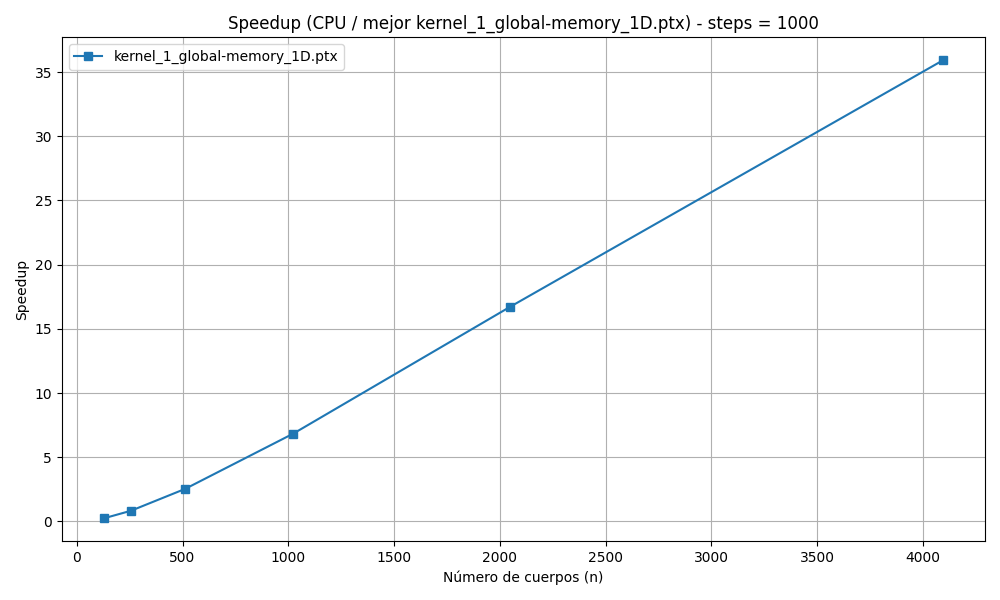 Speedup (CPU / mejor kernel_1_global-memory_1D.ptx) - steps = 1000
kernel_1_global-memory_1D.ptx
35
30
25
20
15
10
5
0
Speedup
0 500 1000 1500 2000 2500 3000 3500 4000
Número de cuerpos (n)